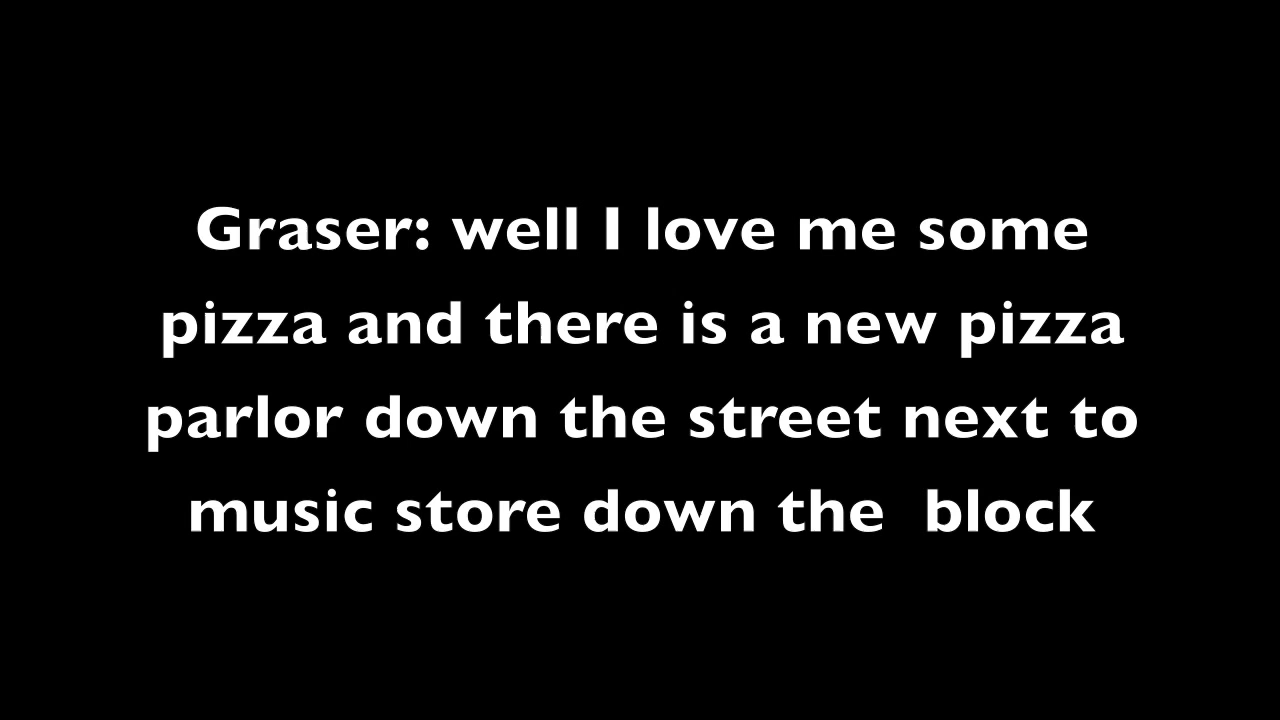 Graser: well I love me some
pizza and there is a new pizza
parlor down the street next to
music store down the  block